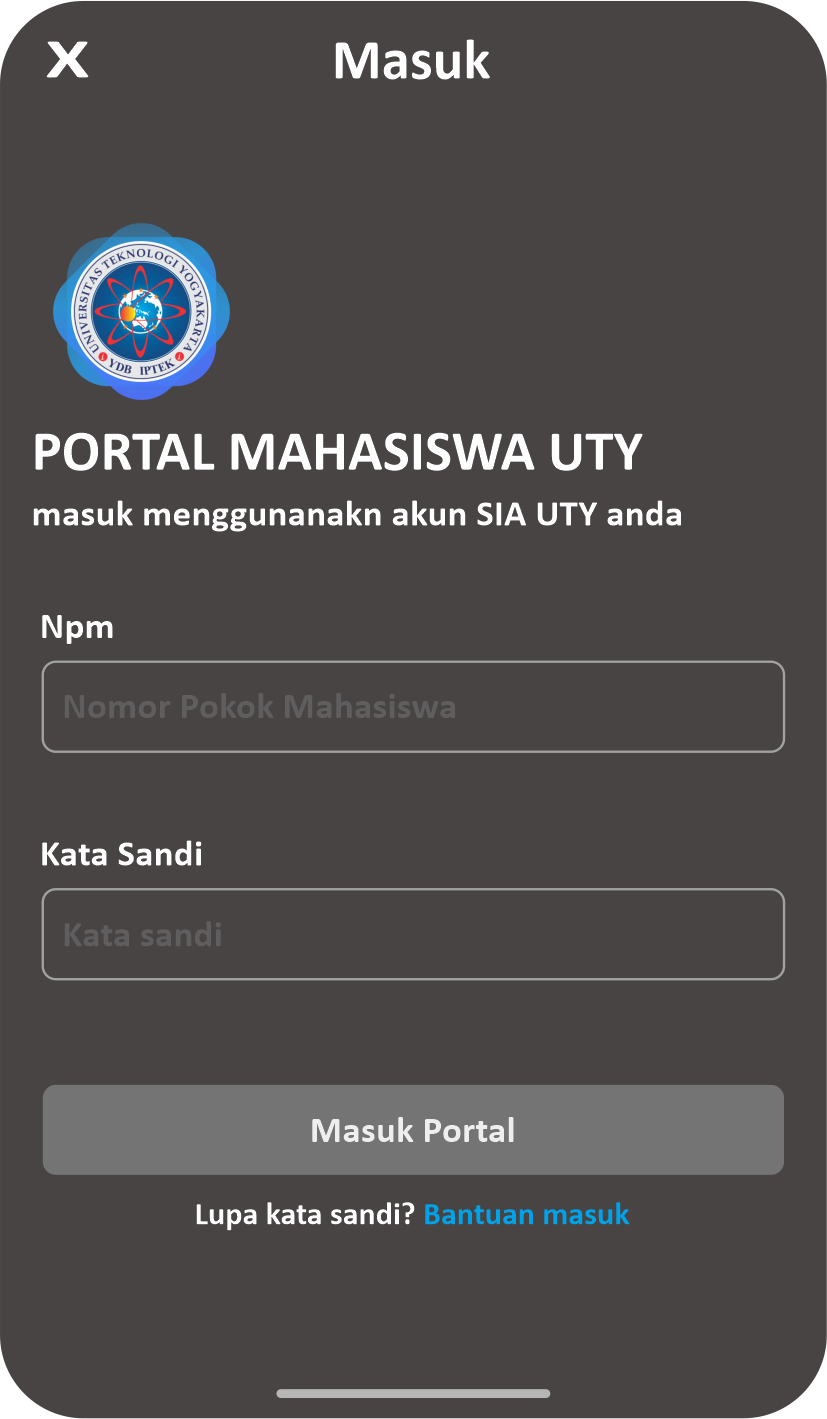 X Masuk
UNIVERSITAS TEKNOLOGI YOGYAKARTA
YDB IPTEK
PORTAL MAHASISWA UTY
masuk menggunanakn akun SIA UTY anda
Npm
Nomor Pokok Mahasiswa
Kata Sandi
Kata sandi
Masuk Portal
Lupa kata sandi? Bantuan masuk